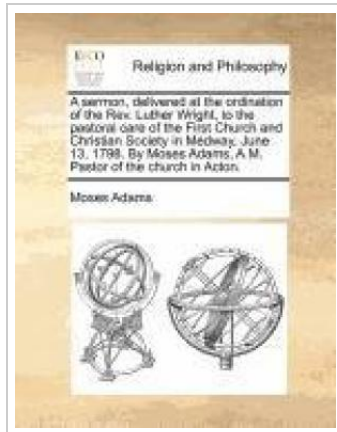 ECCO
Religion and Philosophy
A sermon, delivered at the ordination
of the Rev. Luther Wright, to the
pastoral care of the First Church and
Christian Society in Medway, June
13, 1798. By Moses Adams, A.M.
Pastor of the church in Acton.
Moses Adams